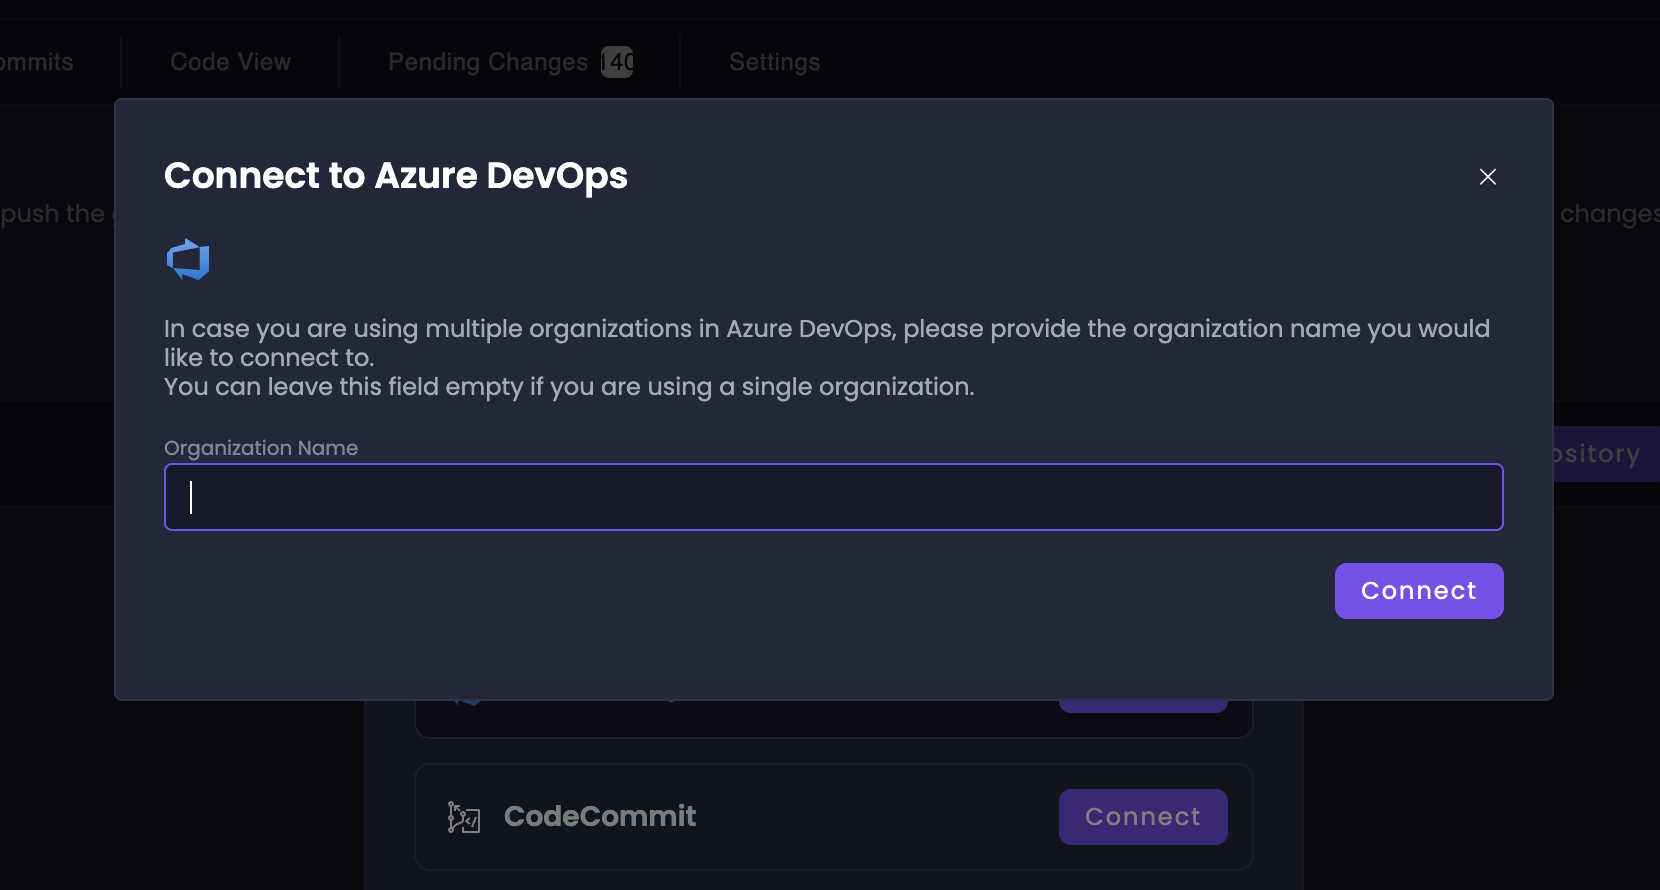 Code View
Pending Changes 140
Settings
Connect to Azure DevOps
push the
changes
In case you are using multiple organizations in Azure DevOps, please provide the organization name you would
like to connect to.
You can leave this field empty if you are using a single organization.
Organization Name
Connect
CodeCommit
Connect